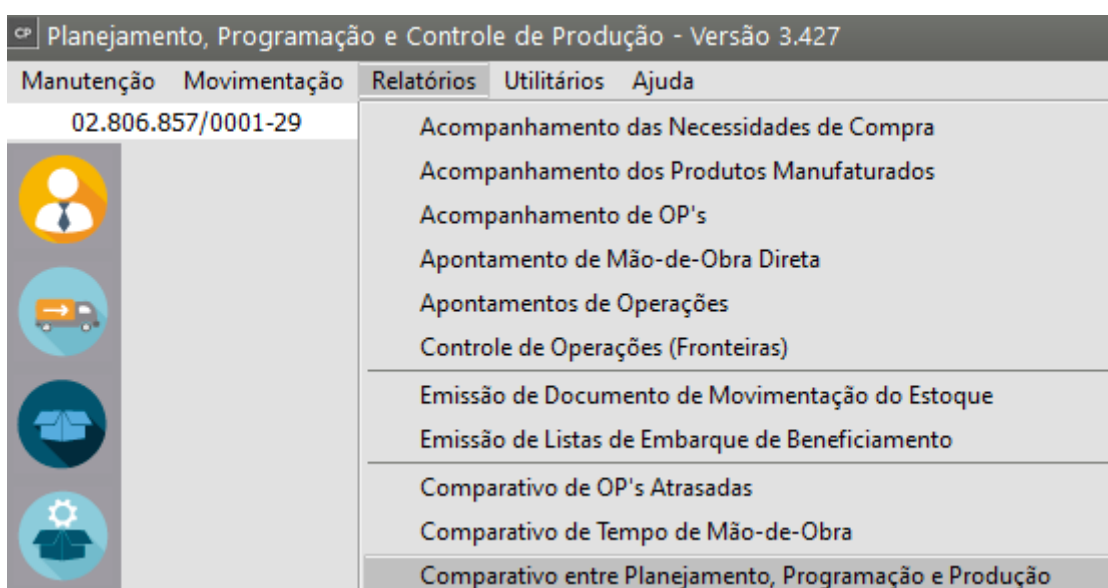 CP Planejamento, Programação e Controle de Produção - Versão 3.427
Manutenção Movimentação Relatórios Utilitários Ajuda
02.806.857/0001-29
Acompanhamento das Necessidades de Compra
Acompanhamento dos Produtos Manufaturados
Acompanhamento de OP's
Apontamento de Mão-de-Obra Direta
Apontamentos de Operações
Controle de Operações (Fronteiras)
Emissão de Documento de Movimentação do Estoque
Emissão de Listas de Embarque de Beneficiamento
Comparativo de OP's Atrasadas
Comparativo de Tempo de Mão-de-Obra
Comparativo entre Planejamento, Programação e Produção